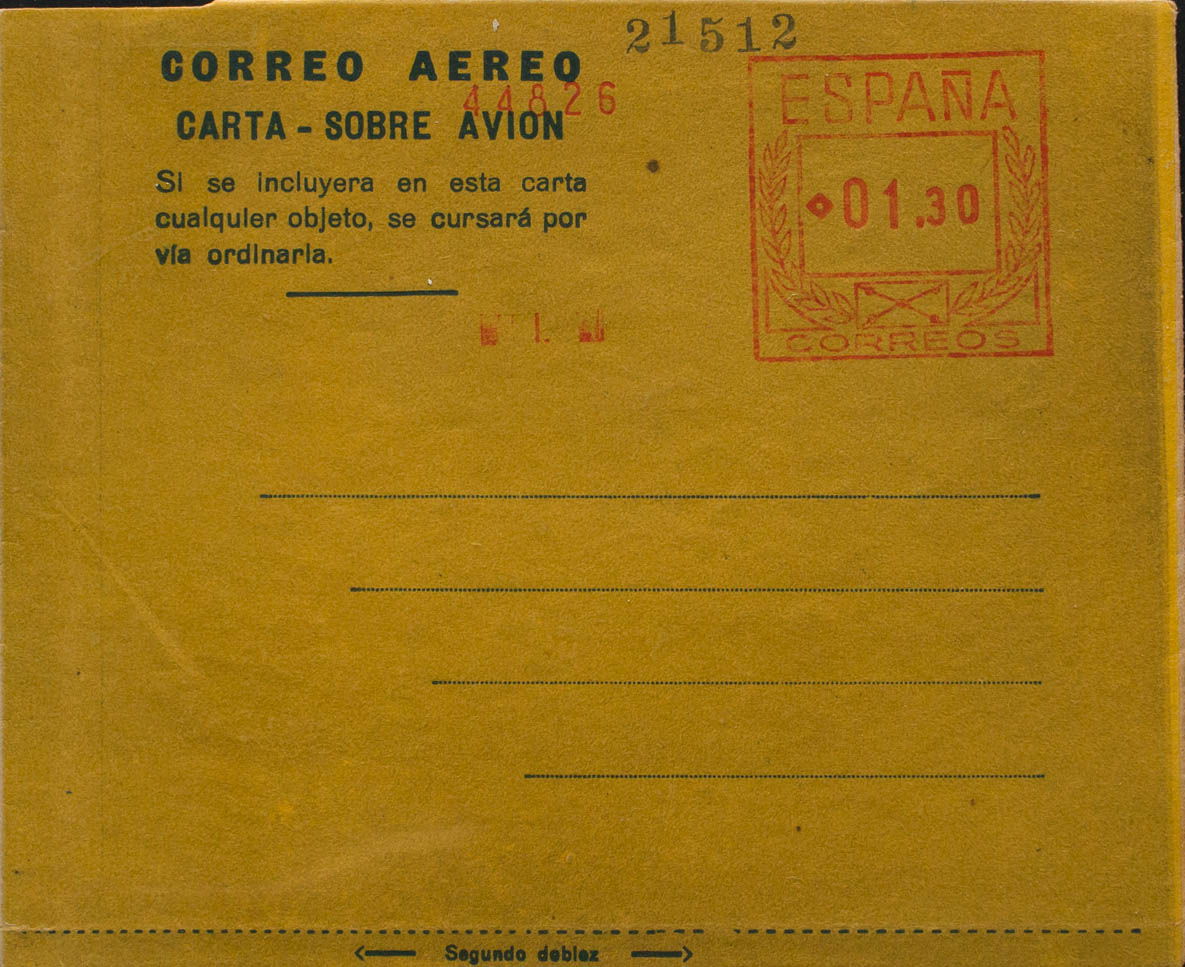 21512
CORREO AEREO
44826
CARTA - SOBRE AVION
Si se incluyera en esta carta
cualquier objeto, se cursará por
vía ordinaria.
ESPAÑA
01.30
CORREOS
Segundo doblez